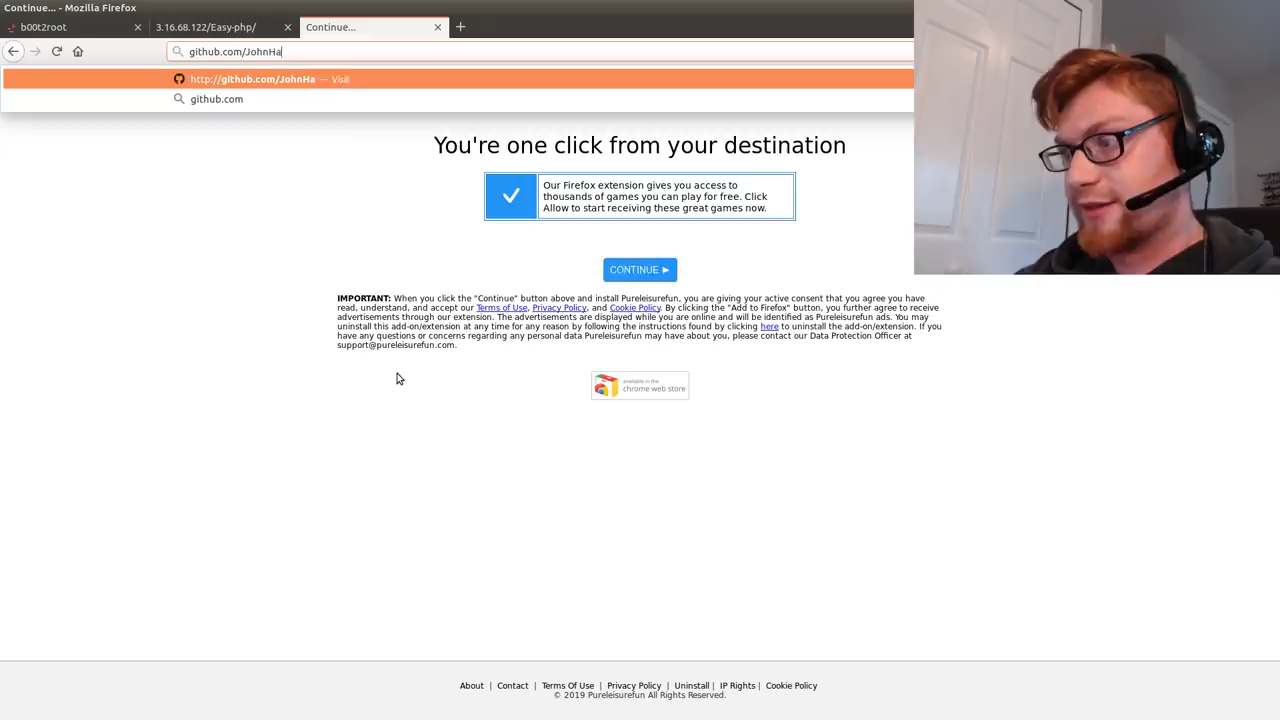 Continue... - Mozilla Firefox
b00t2root
3.16.68.122/Easy-php/
Continue...
github.com/JohnHa
http://github.com/JohnHa — Visit
github.com
You're one click from your destination
Our Firefox extension gives you access to
thousands of games you can play for free. Click
Allow to start receiving these great games now.
CONTINUE ►
IMPORTANT: When you click the "Continue" button above and install Pureleisurefun, you are giving your active consent that you agree you have
read, understand, and accept our Terms of Use, Privacy Policy, and Cookie Policy. By clicking the "Add to Firefox" button, you further agree to receive
advertisements through our extension. The advertisements are displayed while you are online and will be identified as Pureleisurefun ads. You may
uninstall this add-on/extension at any time for any reason by following the instructions found by clicking here to uninstall the add-on/extension. If you
have any questions or concerns regarding any personal data Pureleisurefun may have about you, please contact our Data Protection Officer at
support@pureleisurefun.com.
available in the
chrome web store
About | Contact | Terms Of Use | Privacy Policy | Uninstall | IP Rights | Cookie Policy
© 2019 Pureleisurefun All Rights Reserved.